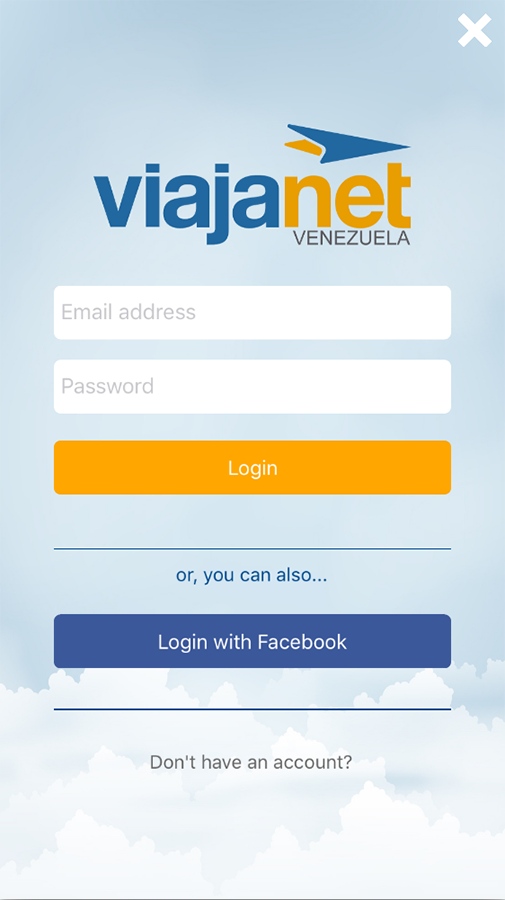 viajanet
VENEZUELA
Email address
Password
Login
or, you can also...
Login with Facebook
Don't have an account?